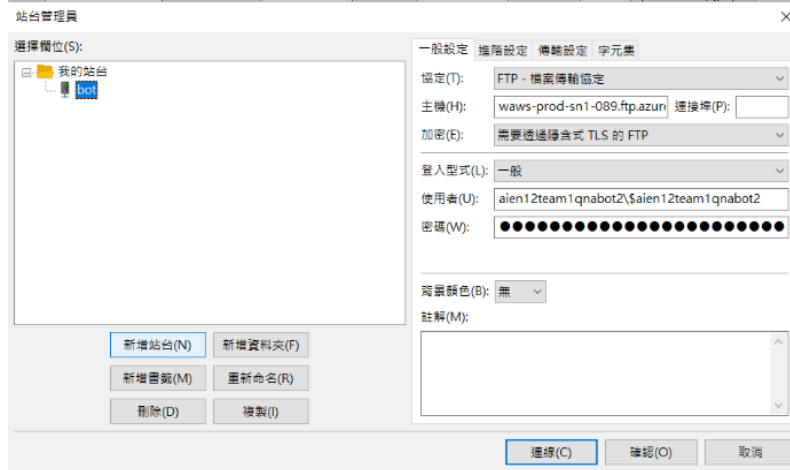 站台管理員
選擇欄位(S):
我的站台
bot
新增站台(N) 新增資料夾(F)
新增書籤(M) 重新命名(R)
刪除(D) 複製(I)
一般設定 進階設定 傳輸設定 字元集
協定(T): FTP - 檔案傳輸協定
主機(H): waws-prod-sn1-089.ftp.azur 連接埠(P):
加密(E): 需要透過隱含式 TLS 的 FTP
登入型式(L): 一般
使用者(U): aien12team1qnabot2\$aien12team1qnabot2
密碼(W): ●●●●●●●●●●●●●●●●●●●●●●●
背景顏色(B): 無
註解(M):
連線(C) 確認(O) 取消